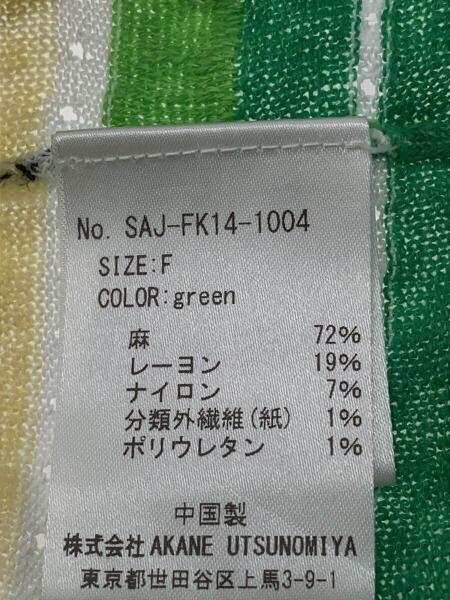 No. SAJ-FK14-1004
SIZE:F
COLOR:green
麻 72%
レーヨン 19%
ナイロン 7%
分類外繊維(紙) 1%
ポリウレタン 1%
中国製
株式会社AKANE UTSUNOMIYA
東京都世田谷区上馬3-9-1